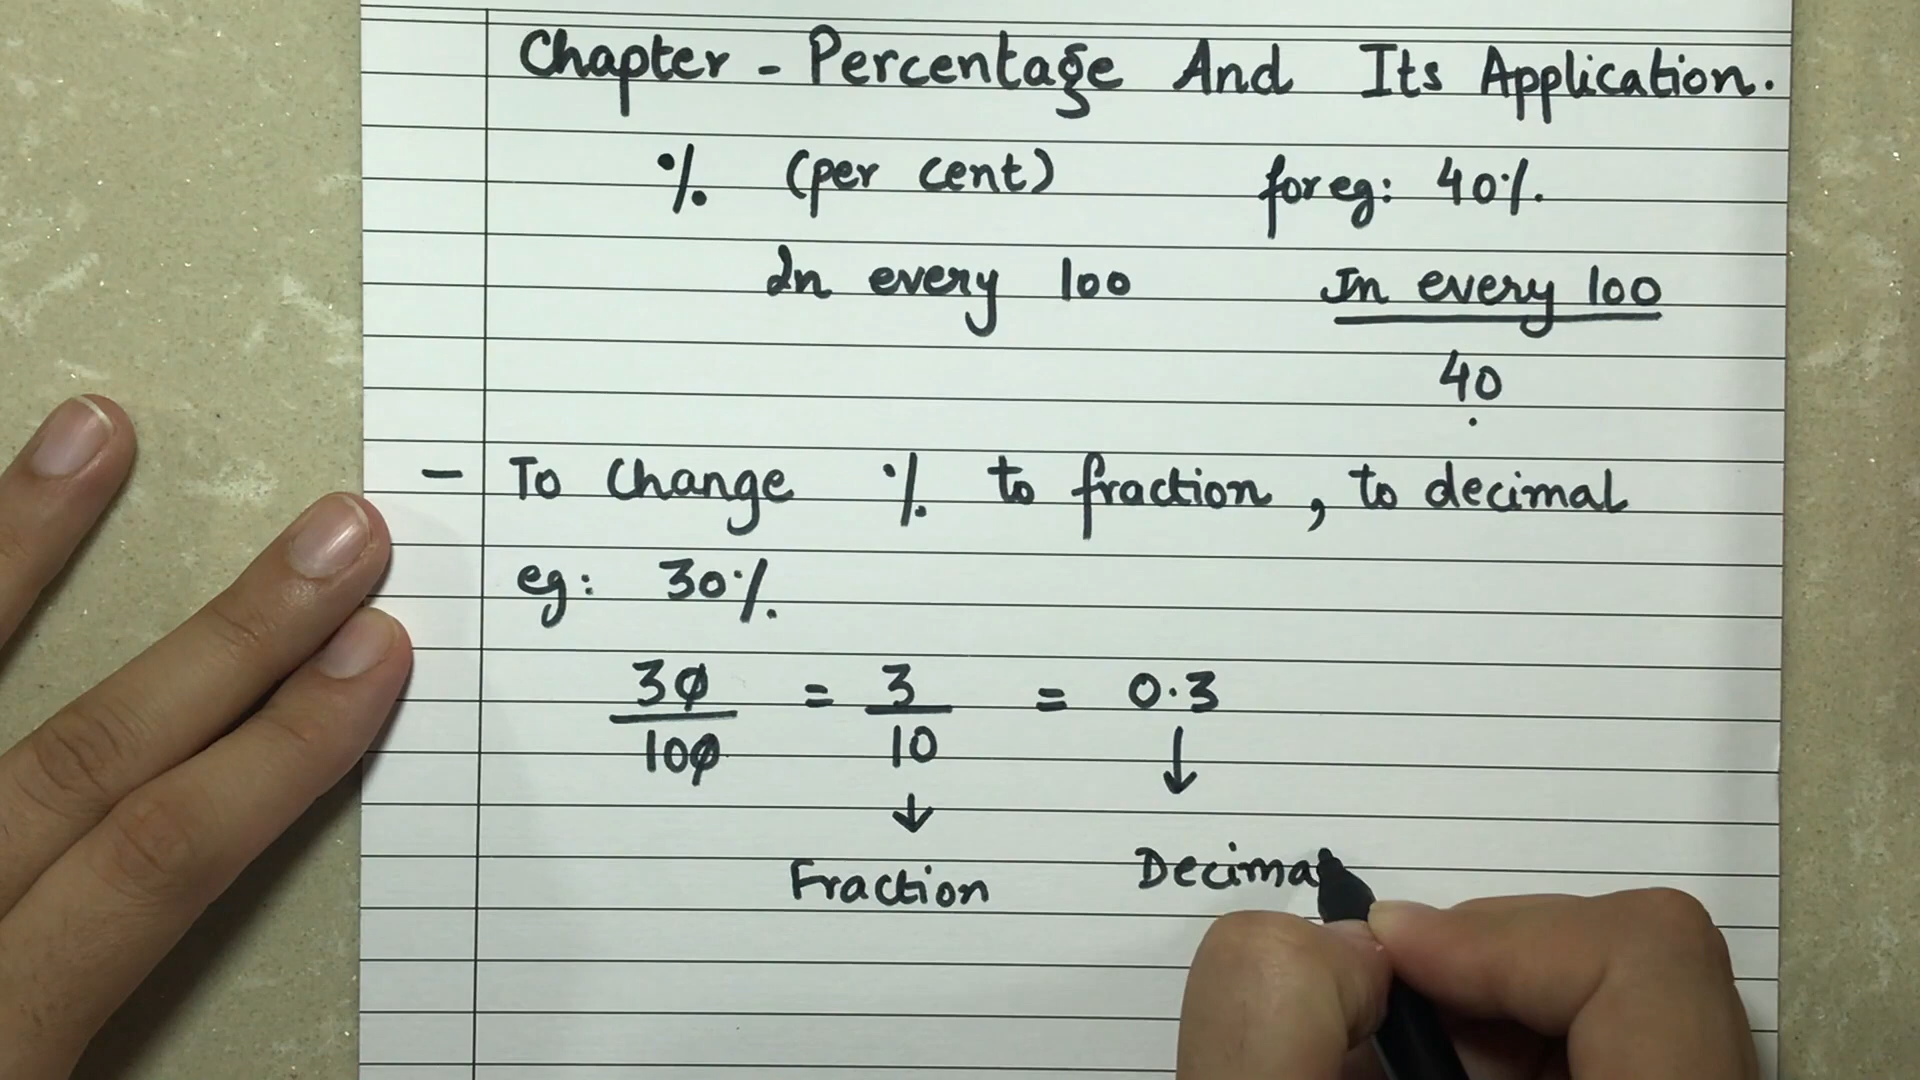 Chapter - Percentage And Its Application.
% (per cent) for eg: 40%.
In every 100 In every 100
40
- To Change % to fraction, to decimal
eg: 30%.
30/100 = 3/10 = 0.3
↓ ↓
Fraction Decima